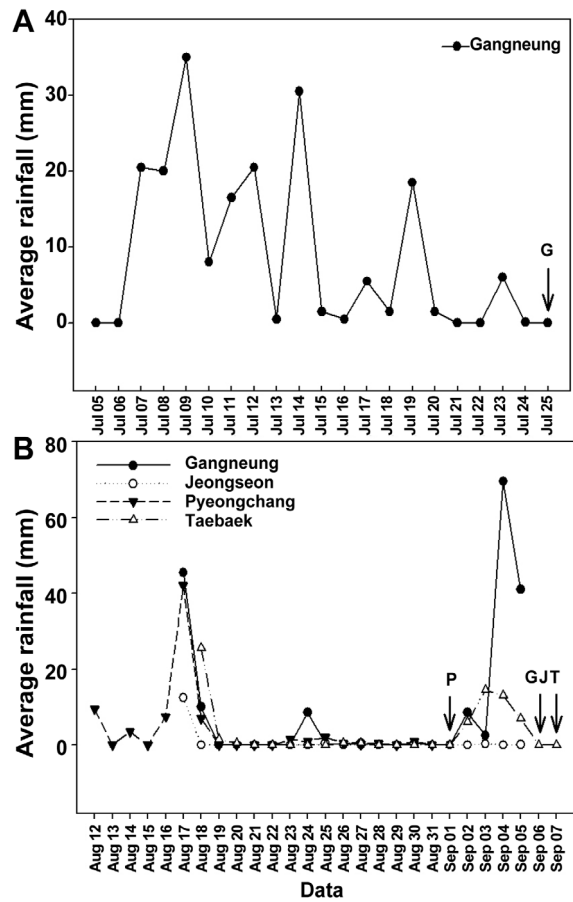 A
Average rainfall (mm)
40
30
20
10
0
Gangneung
G
Jul 05
Jul 06
Jul 07
Jul 08
Jul 09
Jul 10
Jul 11
Jul 12
Jul 13
Jul 14
Jul 15
Jul 16
Jul 17
Jul 18
Jul 19
Jul 20
Jul 21
Jul 22
Jul 23
Jul 24
Jul 25
B
Average rainfall (mm)
80
60
40
20
0
Gangneung
Jeongseon
Pyeongchang
Taebaek
P
GJT
Aug 12
Aug 13
Aug 14
Aug 15
Aug 16
Aug 17
Aug 18
Aug 19
Aug 20
Aug 21
Aug 22
Aug 23
Aug 24
Aug 25
Aug 26
Aug 27
Aug 28
Aug 29
Aug 30
Aug 31
Sep 01
Sep 02
Sep 03
Sep 04
Sep 05
Sep 06
Sep 07
Data